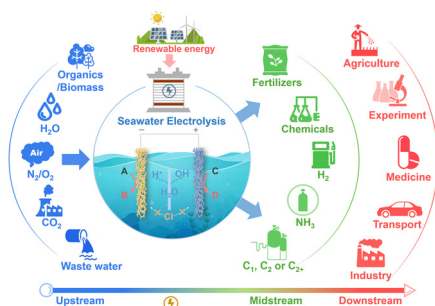 Renewable energy
Organics
/Biomass
H₂O
Air
N₂/O₂
CO₂
Waste water
Seawater Electrolysis
− +
A C
H⁺ OH⁻
B D
H₂O
Cl⁻
Fertilizers
Chemicals
H₂
NH₃
C₁, C₂ or C₂₊
Agriculture
Experiment
Medicine
Transport
Industry
Upstream Midstream Downstream